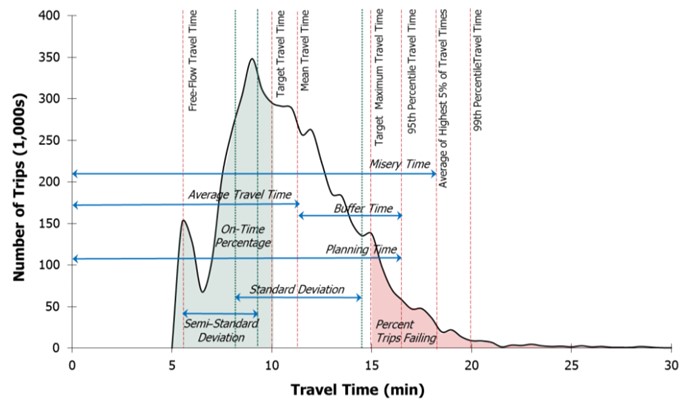 400
350
300
250
200
150
100
50
0
Number of Trips (1,000s)
Free-Flow Travel Time
Target Travel Time
Mean Travel Time
Target Maximum Travel Time
95th Percentile Travel Time
Average of Highest 5% of Travel Times
99th PercentileTravel Time
Misery Time
Average Travel Time
Buffer Time
On-Time
Percentage
Planning Time
Standard Deviation
Semi-Standard
Deviation
Percent
Trips Failing
0 5 10 15 20 25 30
Travel Time (min)